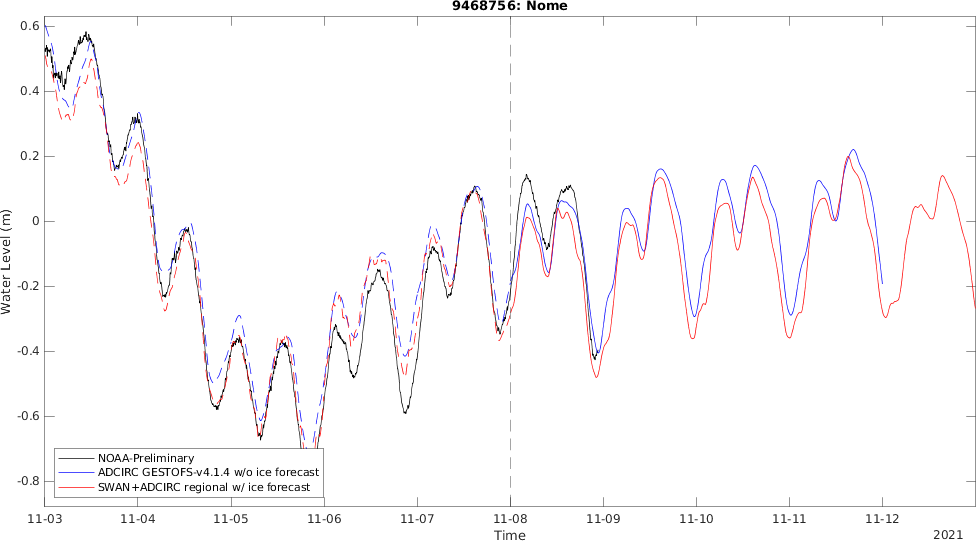 9468756: Nome
0.6
0.4
0.2
0
-0.2
-0.4
-0.6
-0.8
Water Level (m)
NOAA-Preliminary
ADCIRC GESTOFS-v4.1.4 w/o ice forecast
SWAN+ADCIRC regional w/ ice forecast
11-03 11-04 11-05 11-06 11-07 11-08 11-09 11-10 11-11 11-12
Time
2021